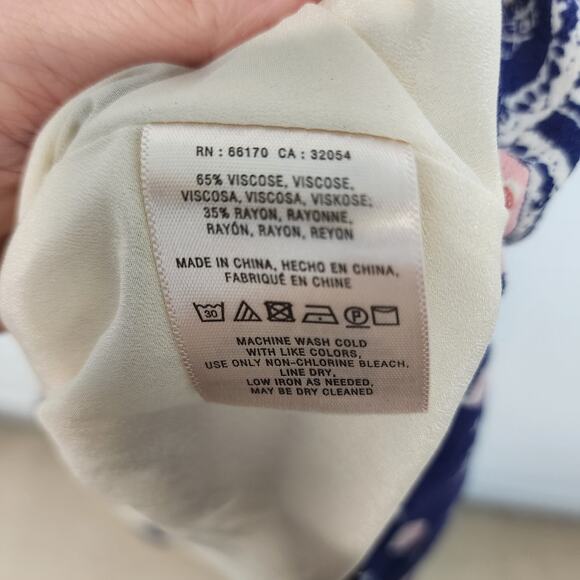 RN : 66170 CA : 32054
65% VISCOSE, VISCOSE,
VISCOSA, VISCOSA, VISKOSE;
35% RAYON, RAYONNE,
RAYÓN, RAYON, REYON
MADE IN CHINA, HECHO EN CHINA,
FABRIQUÉ EN CHINE
30 P
MACHINE WASH COLD
WITH LIKE COLORS,
USE ONLY NON-CHLORINE BLEACH,
LINE DRY,
LOW IRON AS NEEDED,
MAY BE DRY CLEANED